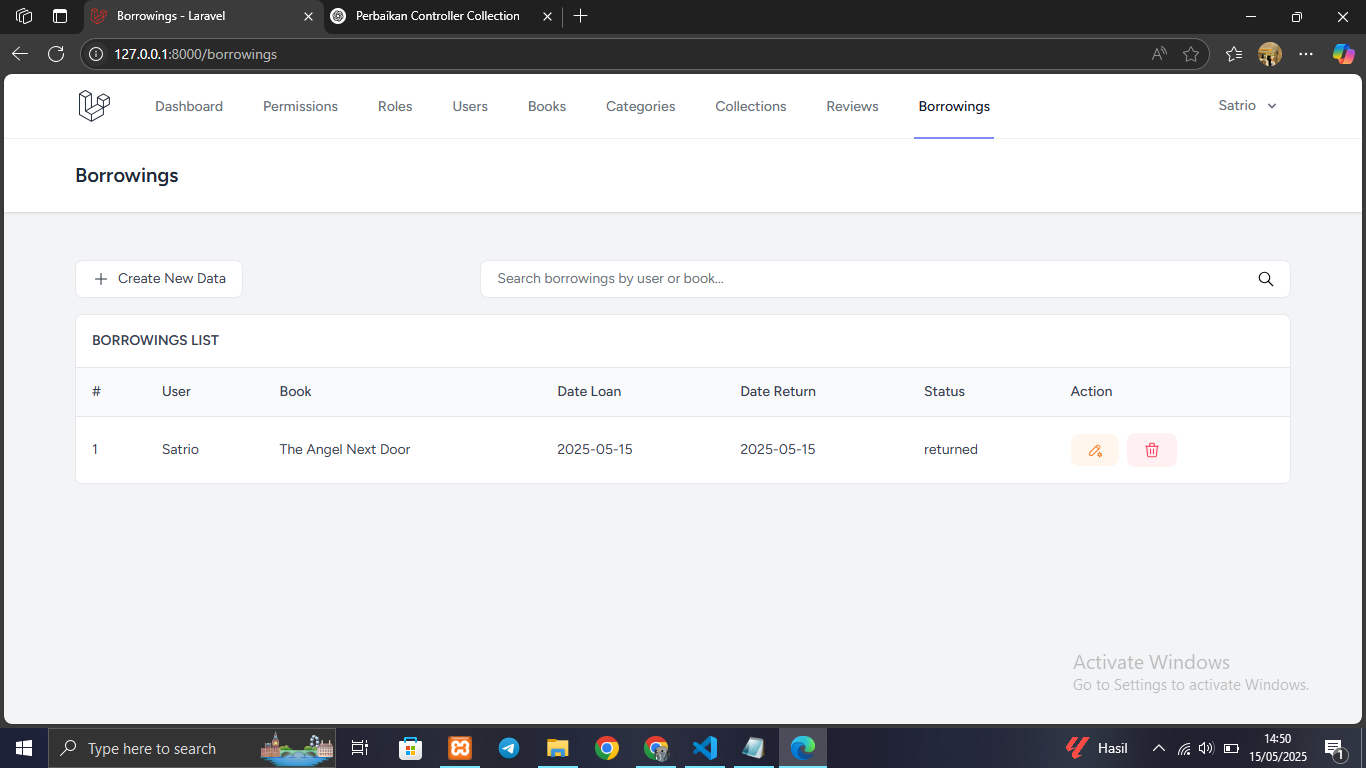 Borrowings - Laravel
Perbaikan Controller Collection
127.0.0.1:8000/borrowings
Dashboard Permissions Roles Users Books Categories Collections Reviews Borrowings Satrio
Borrowings
Create New Data
Search borrowings by user or book...
BORROWINGS LIST
# User Book Date Loan Date Return Status Action
1 Satrio The Angel Next Door 2025-05-15 2025-05-15 returned
Activate Windows
Go to Settings to activate Windows.
Type here to search
Hasil
14:50
15/05/2025
1